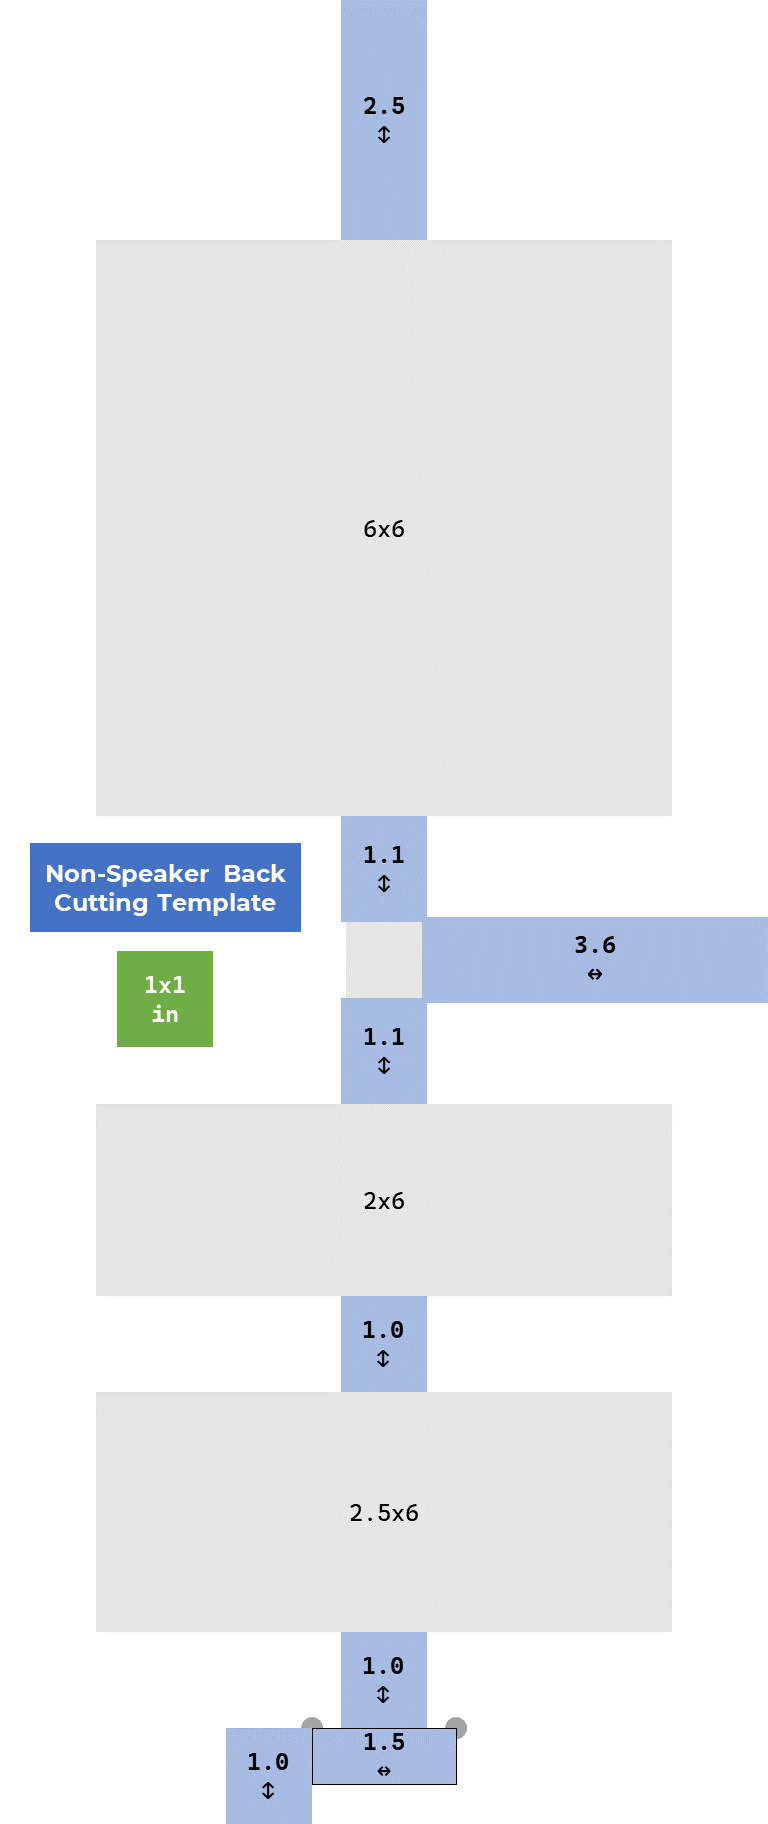 2.5
↕
6x6
1.1
↕
Non-Speaker Back
Cutting Template
3.6
↔
1x1
in
1.1
↕
2x6
1.0
↕
2.5x6
1.0
↕
1.5
↔
1.0
↕